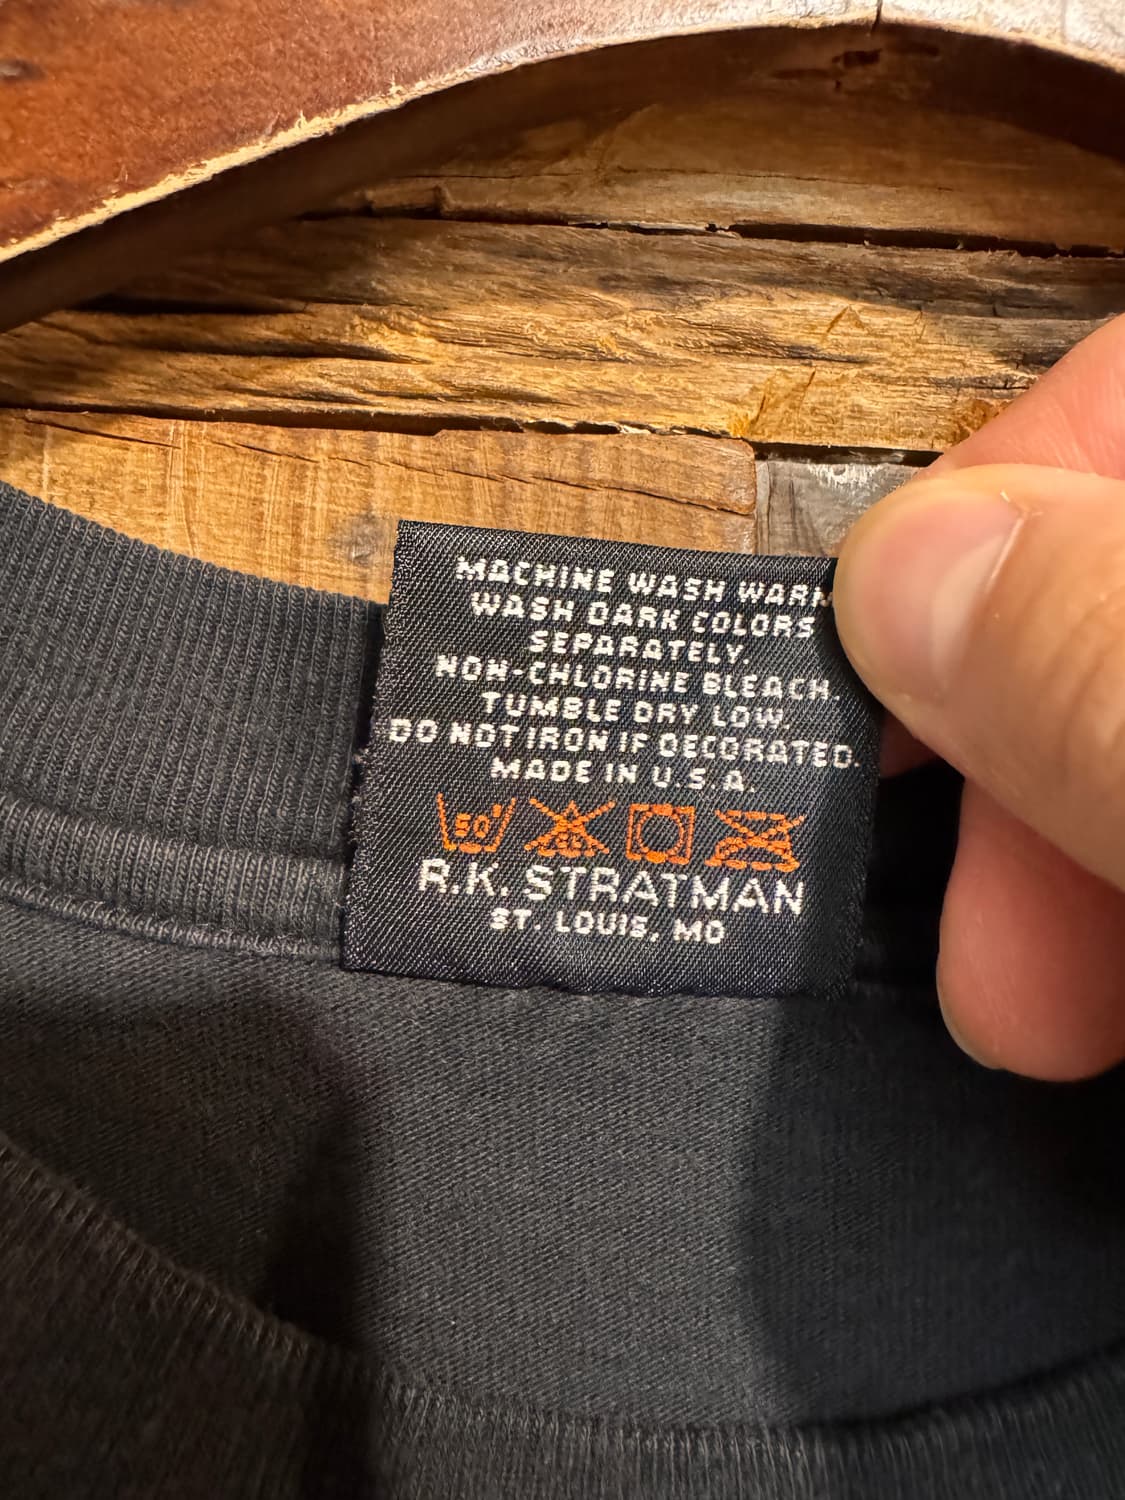 MACHINE WASH WARM
WASH DARK COLORS
SEPARATELY.
NON-CHLORINE BLEACH.
TUMBLE DRY LOW.
DO NOT IRON IF DECORATED.
MADE IN U.S.A.
50°
R.K. STRATMAN
ST. LOUIS, MO